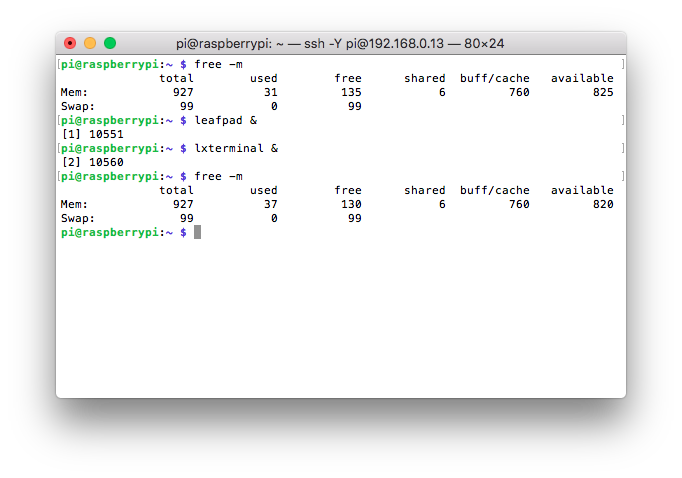 pi@raspberrypi: ~ — ssh -Y pi@192.168.0.13 — 80×24
[pi@raspberrypi:~ $ free -m ]
total used free shared buff/cache available
Mem: 927 31 135 6 760 825
Swap: 99 0 99
[pi@raspberrypi:~ $ leafpad & ]
[1] 10551
[pi@raspberrypi:~ $ lxterminal & ]
[2] 10560
[pi@raspberrypi:~ $ free -m ]
total used free shared buff/cache available
Mem: 927 37 130 6 760 820
Swap: 99 0 99
pi@raspberrypi:~ $